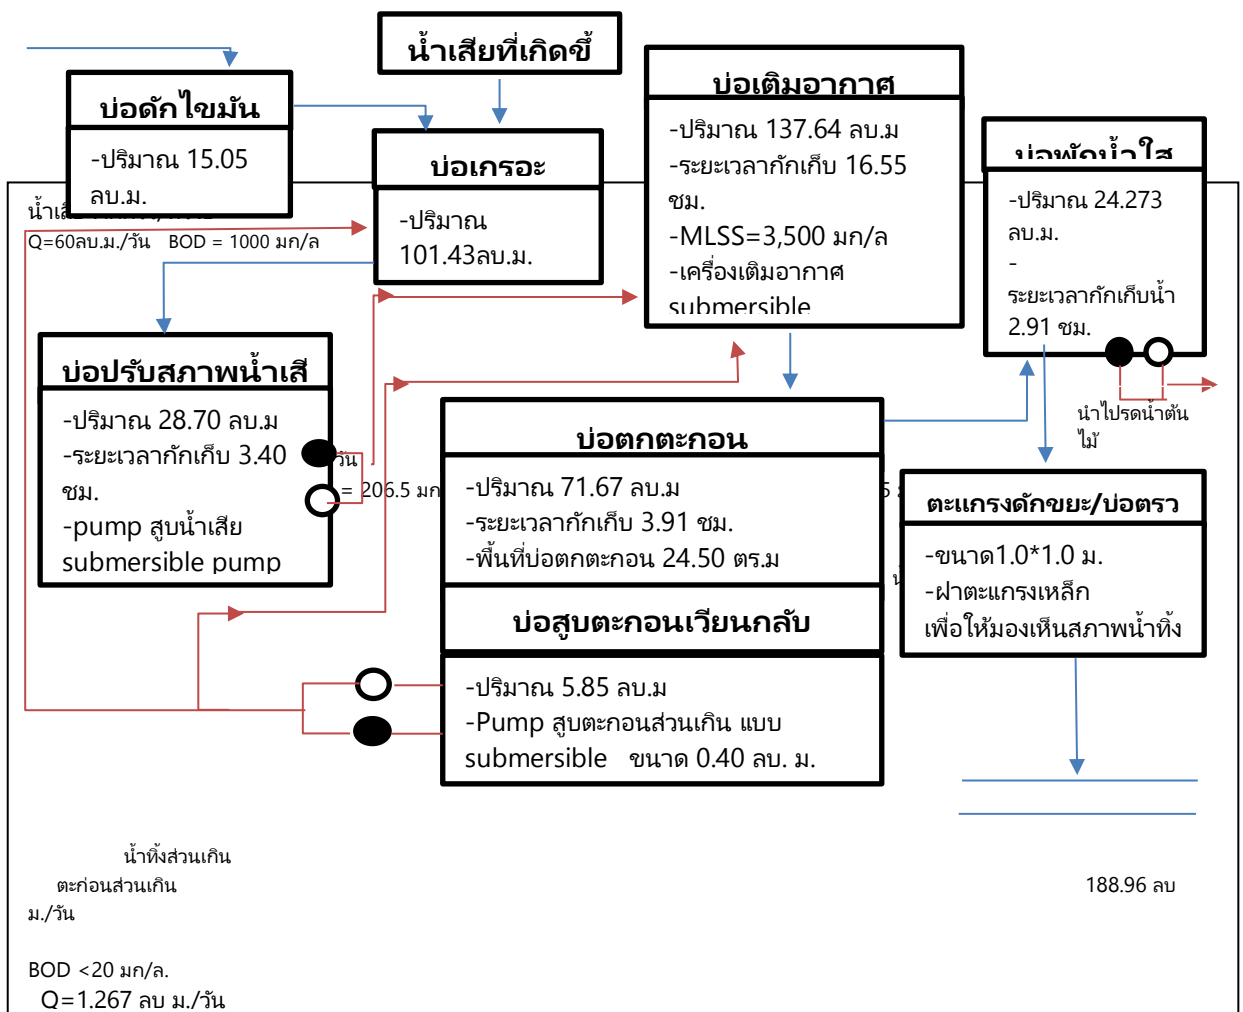 น้ำเสียที่เกิดขึ้
บ่อดักไขมัน
-ปริมาณ 15.05
ลบ.ม.
บ่อเกรอะ
-ปริมาณ
101.43ลบ.ม.
บ่อเติมอากาศ
-ปริมาณ 137.64 ลบ.ม
-ระยะเวลากักเก็บ 16.55
ชม.
-MLSS=3,500 มก/ล
-เครื่องเติมอากาศ
submersible
บ่อพักน้ำใส
-ปริมาณ 24.273
ลบ.ม.
-
ระยะเวลากักเก็บน้ำ
2.91 ชม.
Q=60ลบ.ม./วัน BOD = 1000 มก/ล
บ่อปรับสภาพน้ำเสี
-ปริมาณ 28.70 ลบ.ม
-ระยะเวลากักเก็บ 3.40
ชม.
-pump สูบน้ำเสีย
submersible pump
วัน
= 206.5 มก
บ่อตกตะกอน
-ปริมาณ 71.67 ลบ.ม
-ระยะเวลากักเก็บ 3.91 ชม.
-พื้นที่บ่อตกตะกอน 24.50 ตร.ม
บ่อสูบตะกอนเวียนกลับ
-ปริมาณ 5.85 ลบ.ม
-Pump สูบตะกอนส่วนเกิน แบบ
submersible ขนาด 0.40 ลบ. ม.
นำไปรดน้ำต้น
ไม้
ตะแกรงดักขยะ/บ่อตรว
-ขนาด1.0*1.0 ม.
-ฝาตะแกรงเหล็ก
เพื่อให้มองเห็นสภาพน้ำทิ้ง
น้ำทิ้งส่วนเกิน
ตะก่อนส่วนเกิน 188.96 ลบ
ม./วัน
BOD <20 มก/ล.
Q=1.267 ลบ ม./วัน